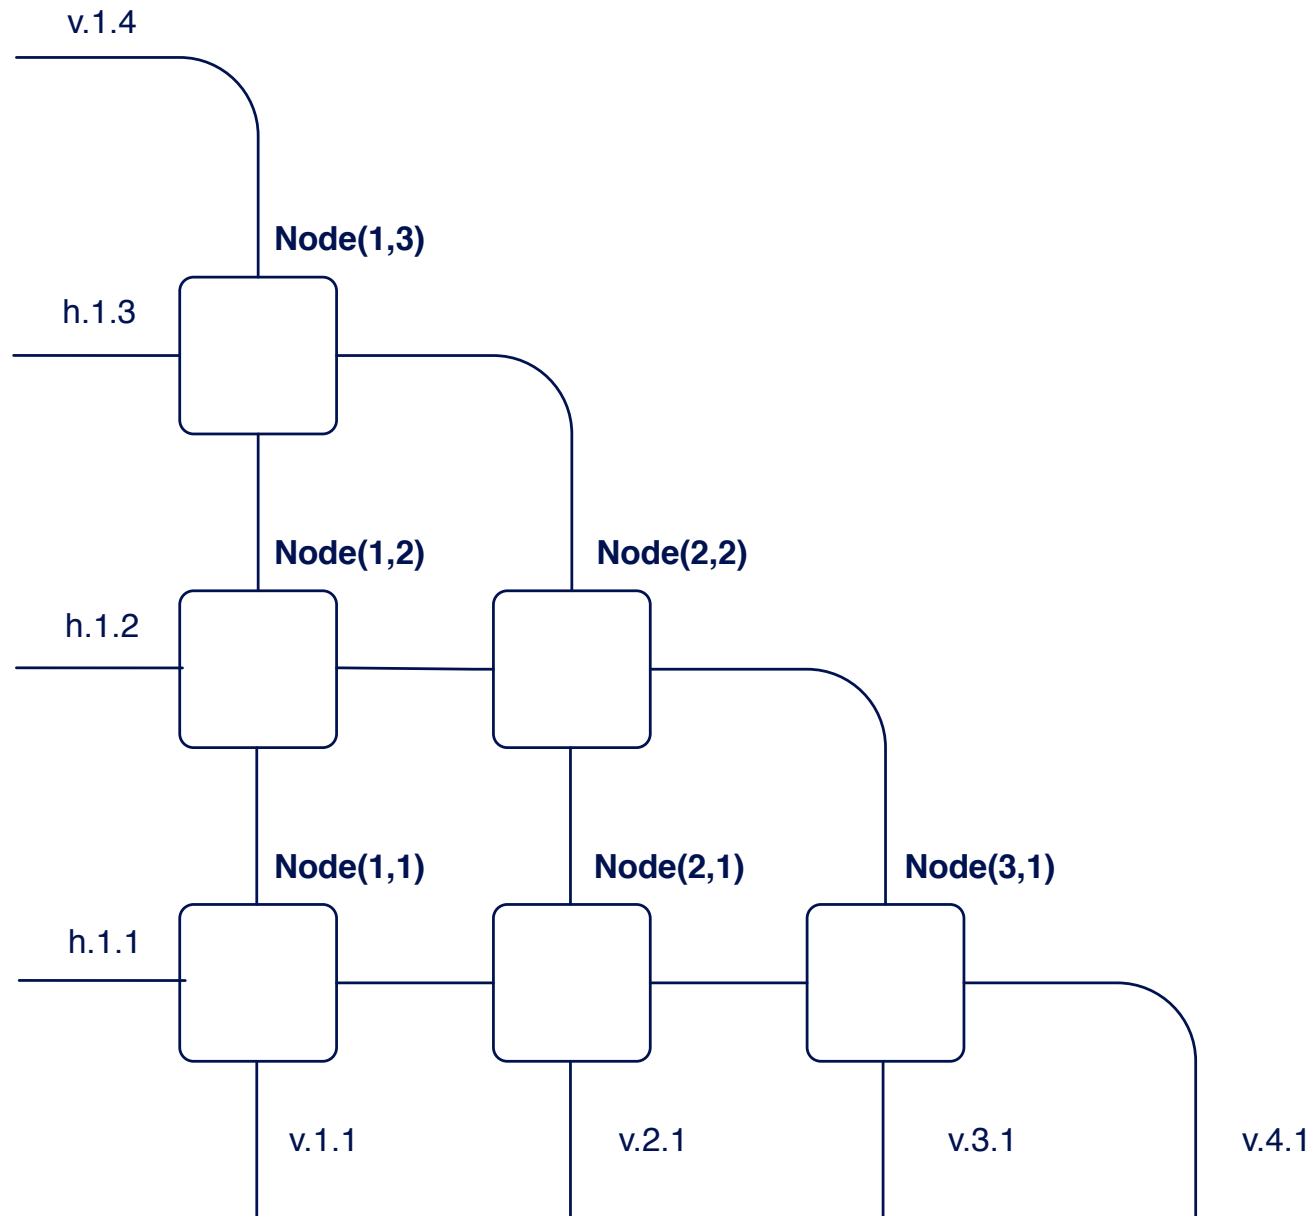 v.1.4
Node(1,3)
h.1.3
Node(1,2)
Node(2,2)
h.1.2
Node(1,1)
Node(2,1)
Node(3,1)
h.1.1
v.1.1
v.2.1
v.3.1
v.4.1